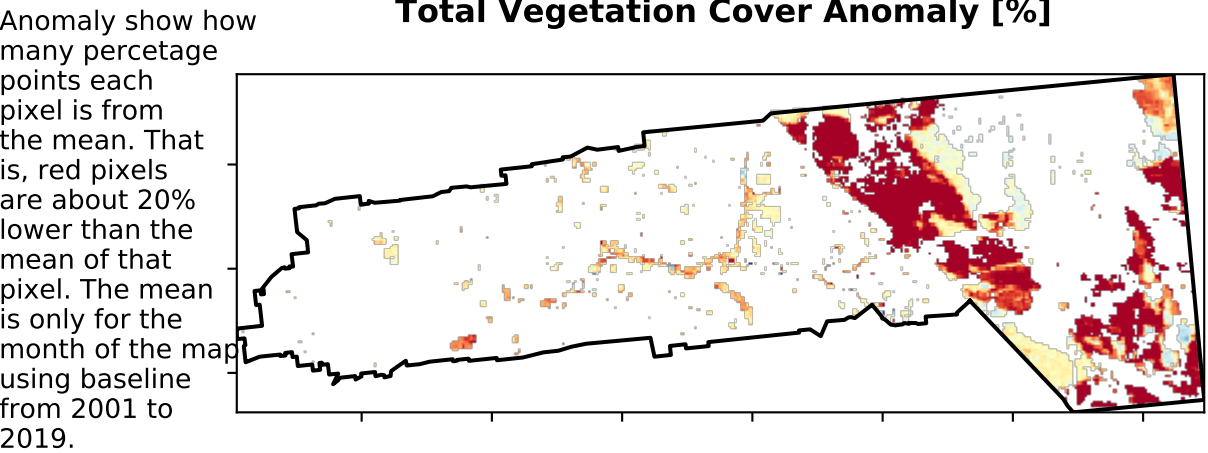 Total Vegetation Cover Anomaly [%]
Anomaly show how
many percetage
points each
pixel is from
the mean. That
is, red pixels
are about 20%
lower than the
mean of that
pixel. The mean
is only for the
month of the map
using baseline
from 2001 to
2019.